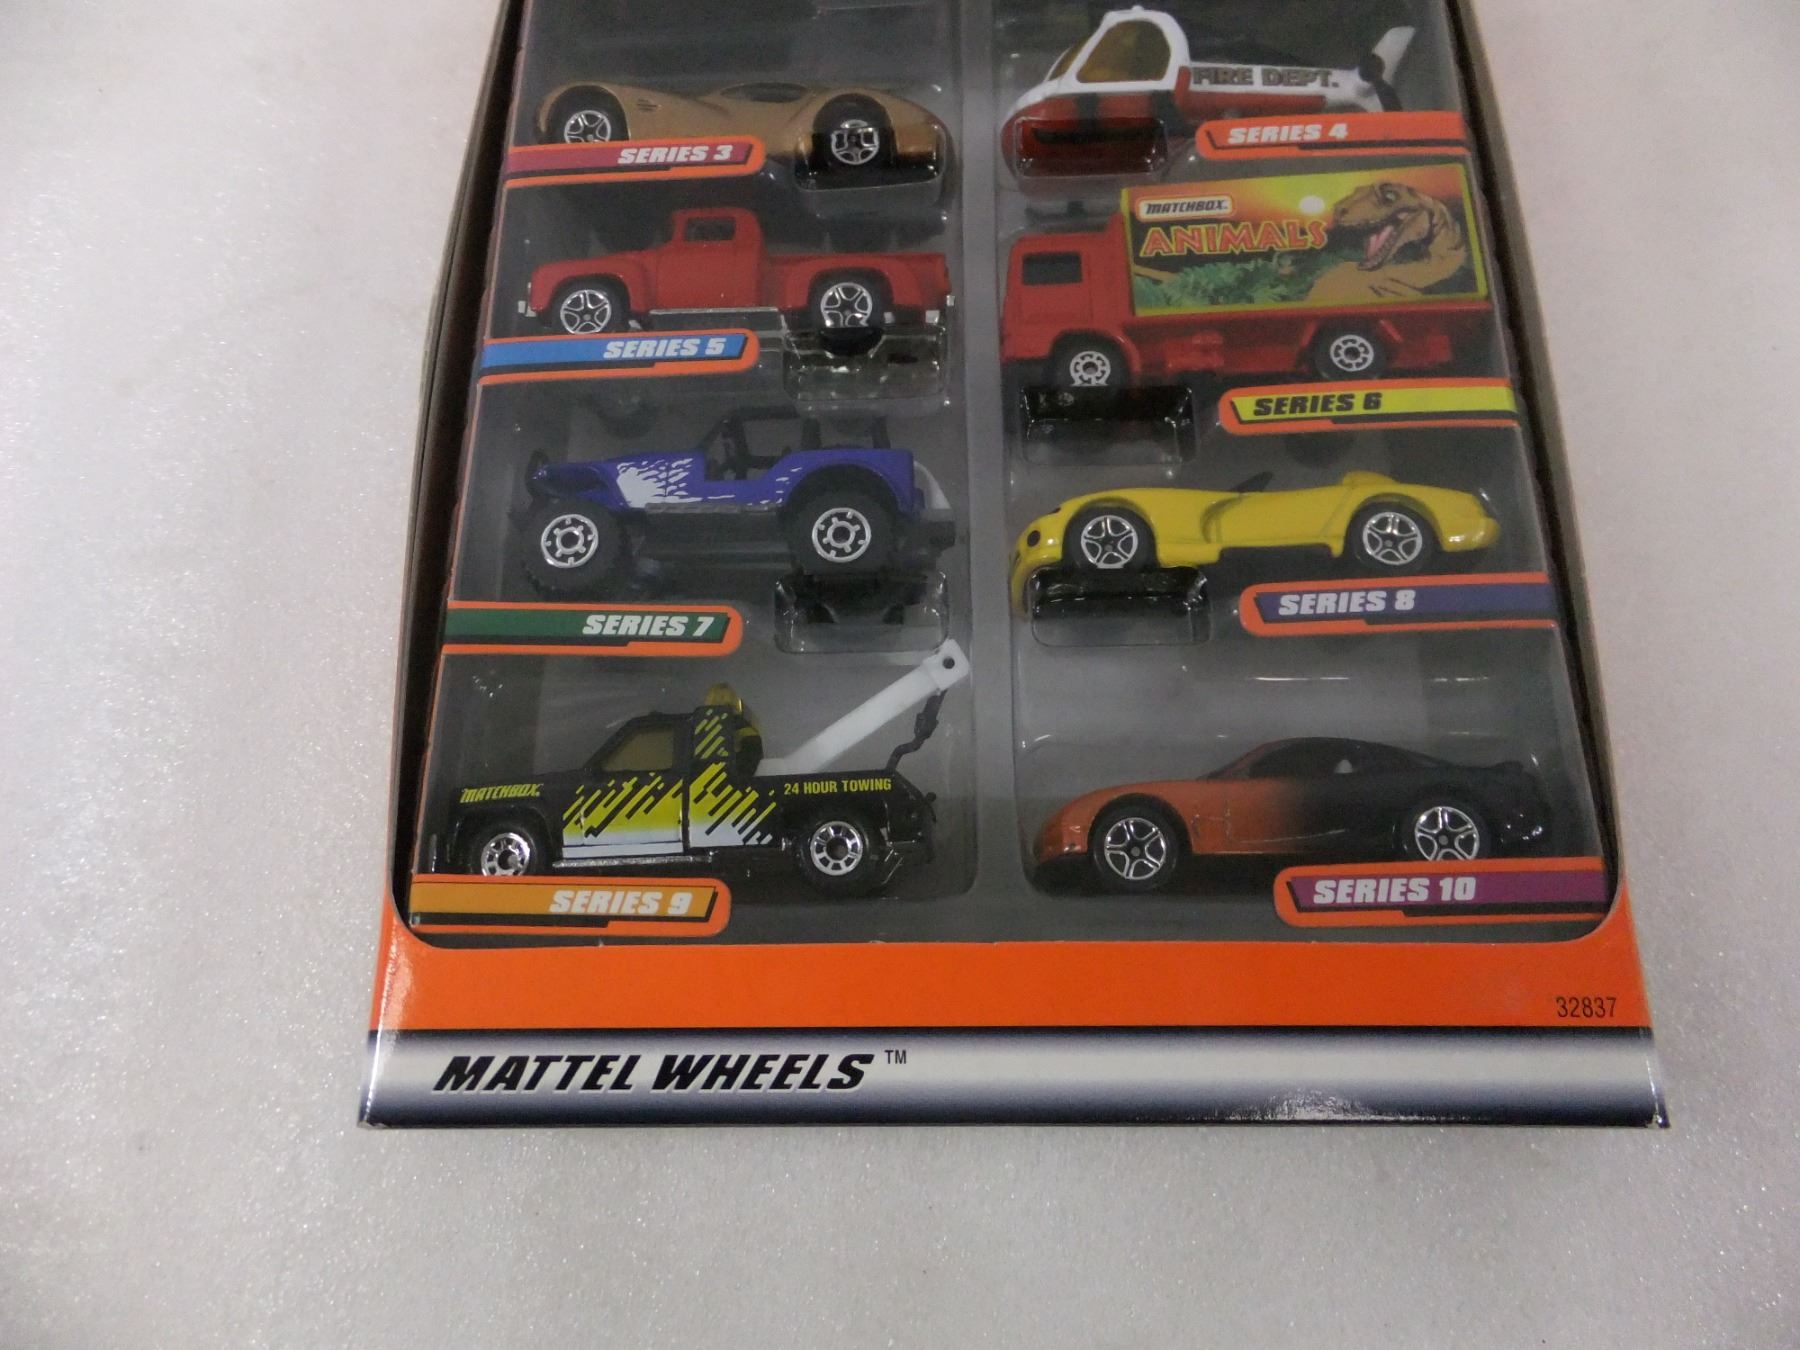 FIRE DEPT.
SERIES 3
SERIES 4
MATCHBOX
ANIMALS
SERIES 5
SERIES 6
SERIES 7
SERIES 8
MATCHBOX
24 HOUR TOWING
SERIES 9
SERIES 10
32837
MATTEL WHEELS™